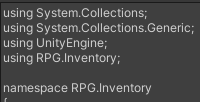 using System.Collections;
using System.Collections.Generic;
using UnityEngine;
using RPG.Inventory;
namespace RPG.Inventory
{